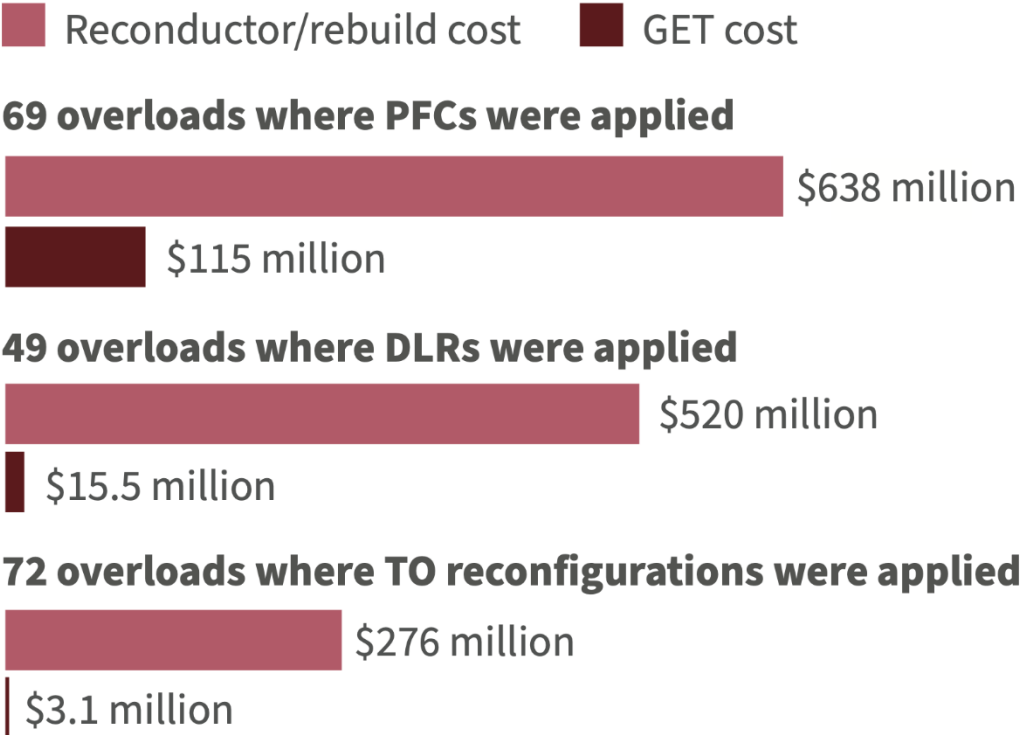 Reconductor/rebuild cost GET cost
69 overloads where PFCs were applied
$638 million
$115 million
49 overloads where DLRs were applied
$520 million
$15.5 million
72 overloads where TO reconfigurations were applied
$276 million
$3.1 million